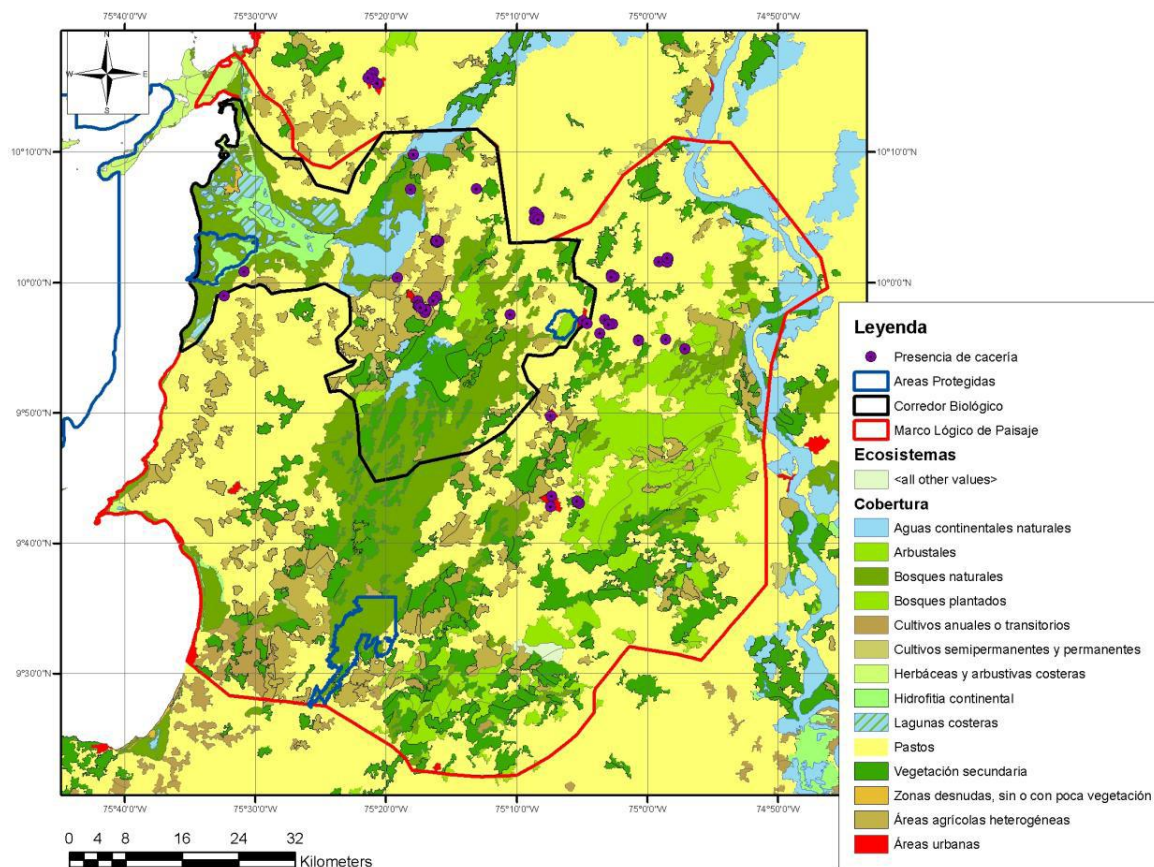 75°40'0"W 75°30'0"W 75°20'0"W 75°10'0"W 75°0'0"W 74°50'0"W
N
W E
S
10°10'0"N 10°10'0"N
10°0'0"N 10°0'0"N
9°50'0"N
9°40'0"N
9°30'0"N
75°40'0"W 75°30'0"W 75°20'0"W 75°10'0"W 75°0'0"W 74°50'0"W
0 4 8 16 24 32
Kilometers
Leyenda
Presencia de cacería
Areas Protegidas
Corredor Biológico
Marco Lógico de Paisaje
Ecosistemas
<all other values>
Cobertura
Aguas continentales naturales
Arbustales
Bosques naturales
Bosques plantados
Cultivos anuales o transitorios
Cultivos semipermanentes y permanentes
Herbáceas y arbustivas costeras
Hidrofitia continental
Lagunas costeras
Pastos
Vegetación secundaria
Zonas desnudas, sin o con poca vegetación
Áreas agrícolas heterogéneas
Áreas urbanas